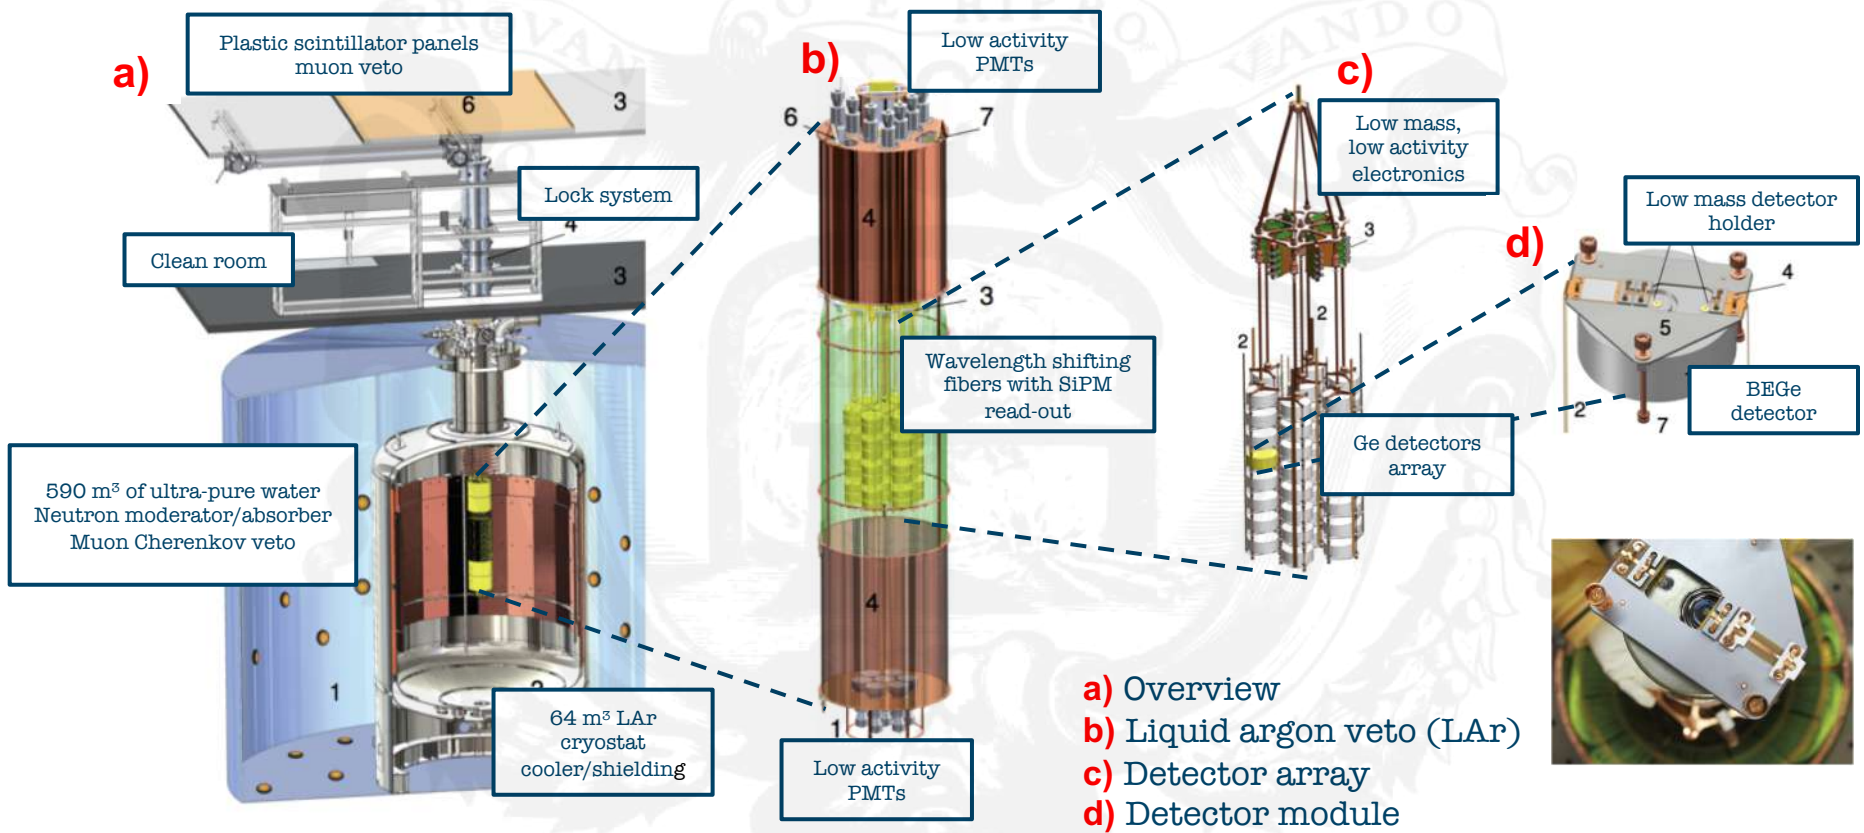 PROVAN
DO E RIPRO
VANDO
a)
Plastic scintillator panels
muon veto
6
3
Lock system
4
Clean room
3
590 m³ of ultra-pure water
Neutron moderator/absorber
Muon Cherenkov veto
1
64 m³ LAr
cryostat
cooler/shielding
b)
Low activity
PMTs
6
7
4
3
Wavelength shifting
fibers with SiPM
read-out
4
1
Low activity
PMTs
c)
Low mass,
low activity
electronics
3
2
2
Ge detectors
array
d)
Low mass detector
holder
4
5
2
7
BEGe
detector
a) Overview
b) Liquid argon veto (LAr)
c) Detector array
d) Detector module